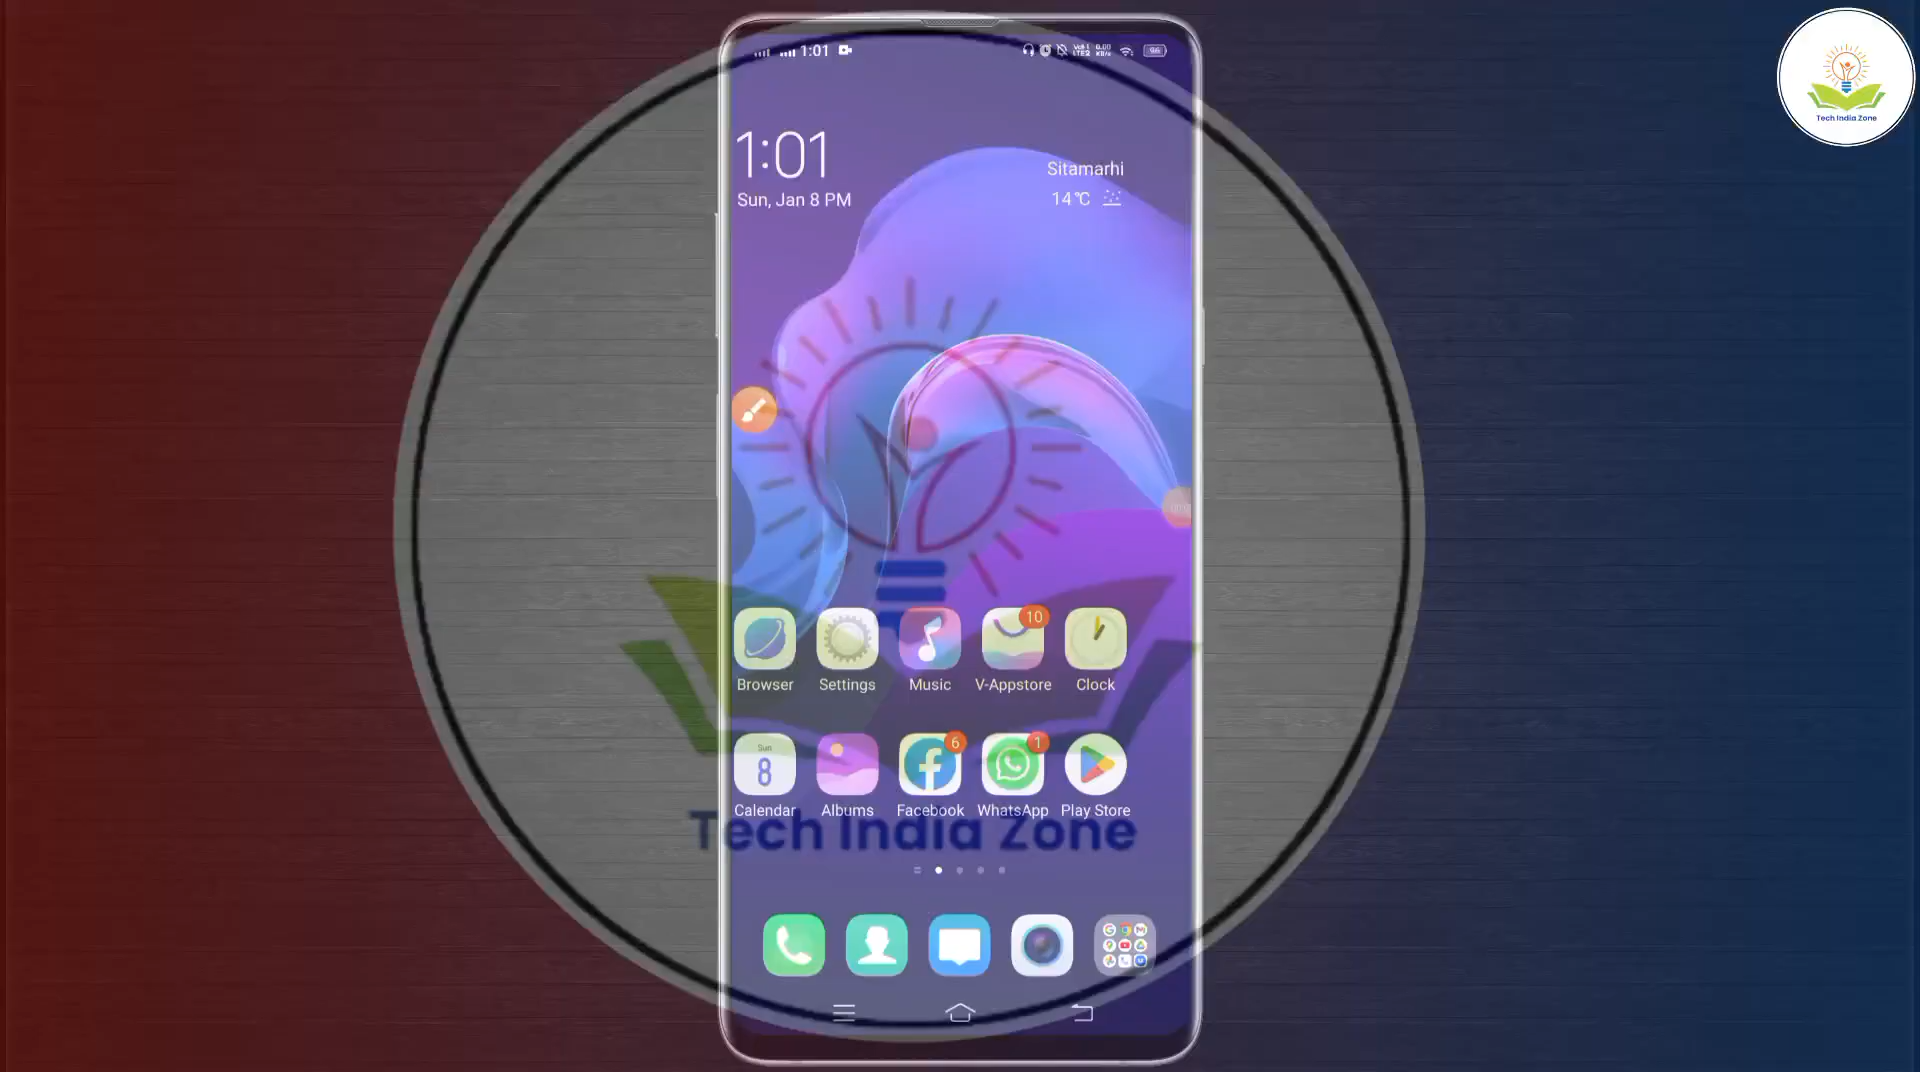 1:01
1:01
Sun, Jan 8 PM
Sitamarhi
14℃
Tech India Zone
10
Browser
Settings
Music
V-Appstore
Clock
Sun
8
6
1
Calendar
Albums
Facebook
WhatsApp
Play Store
Tech India Zone